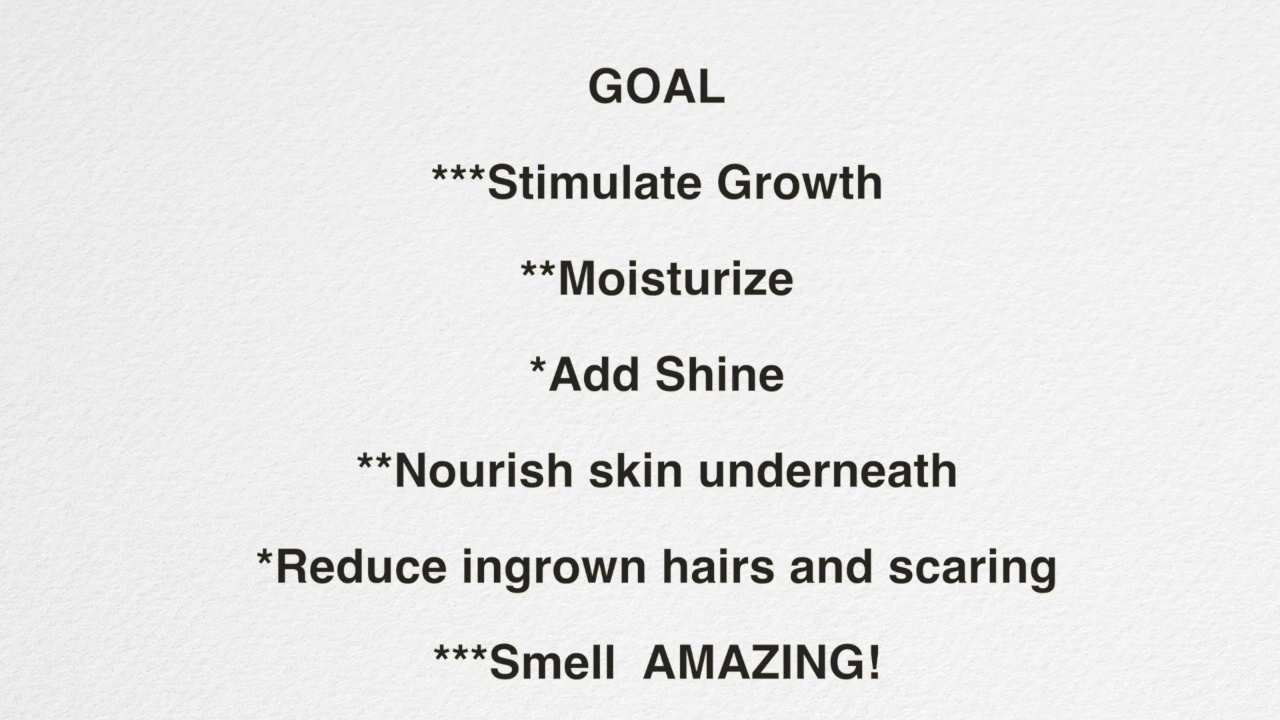 GOAL
***Stimulate Growth
**Moisturize
*Add Shine
**Nourish skin underneath
*Reduce ingrown hairs and scaring
***Smell  AMAZING!